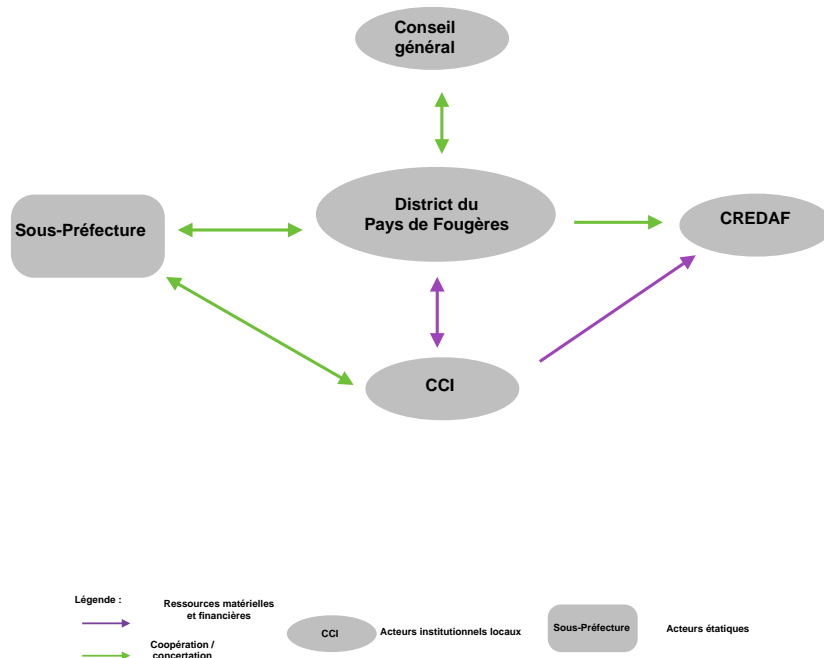 Conseil
général
District du
Pays de Fougères
Sous-Préfecture
CREDAF
CCI
Légende :
Ressources matérielles
et financières
CCI
Acteurs institutionnels locaux
Sous-Préfecture
Acteurs étatiques
Coopération /
concertation